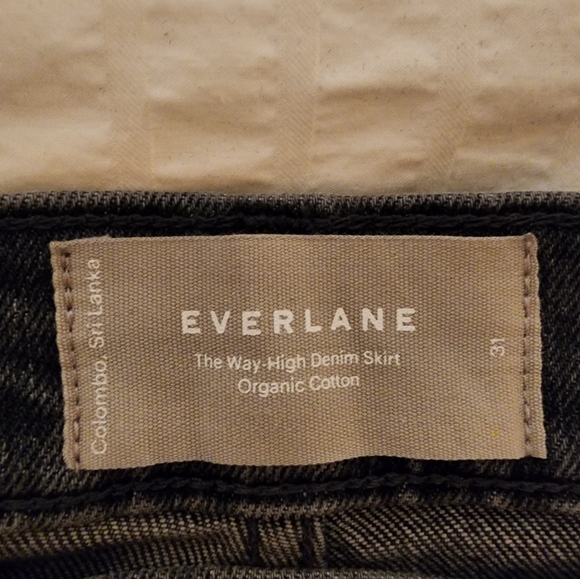 Colombo, Sri Lanka
EVERLANE
The Way-High Denim Skirt
Organic Cotton
31